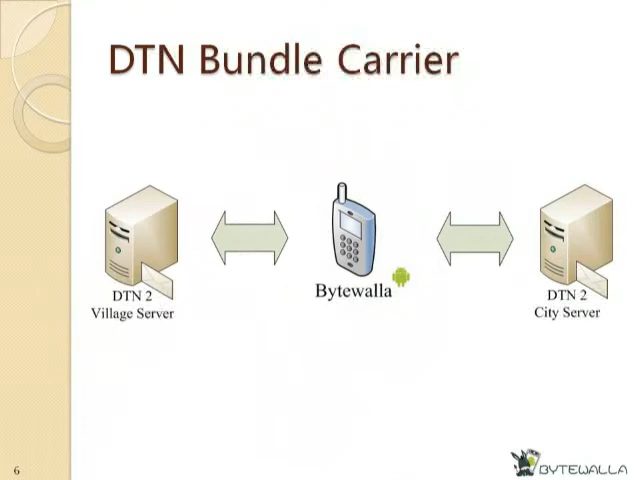 DTN Bundle Carrier
DTN 2
Village Server
Bytewalla
DTN 2
City Server
6
BYTEWALLA